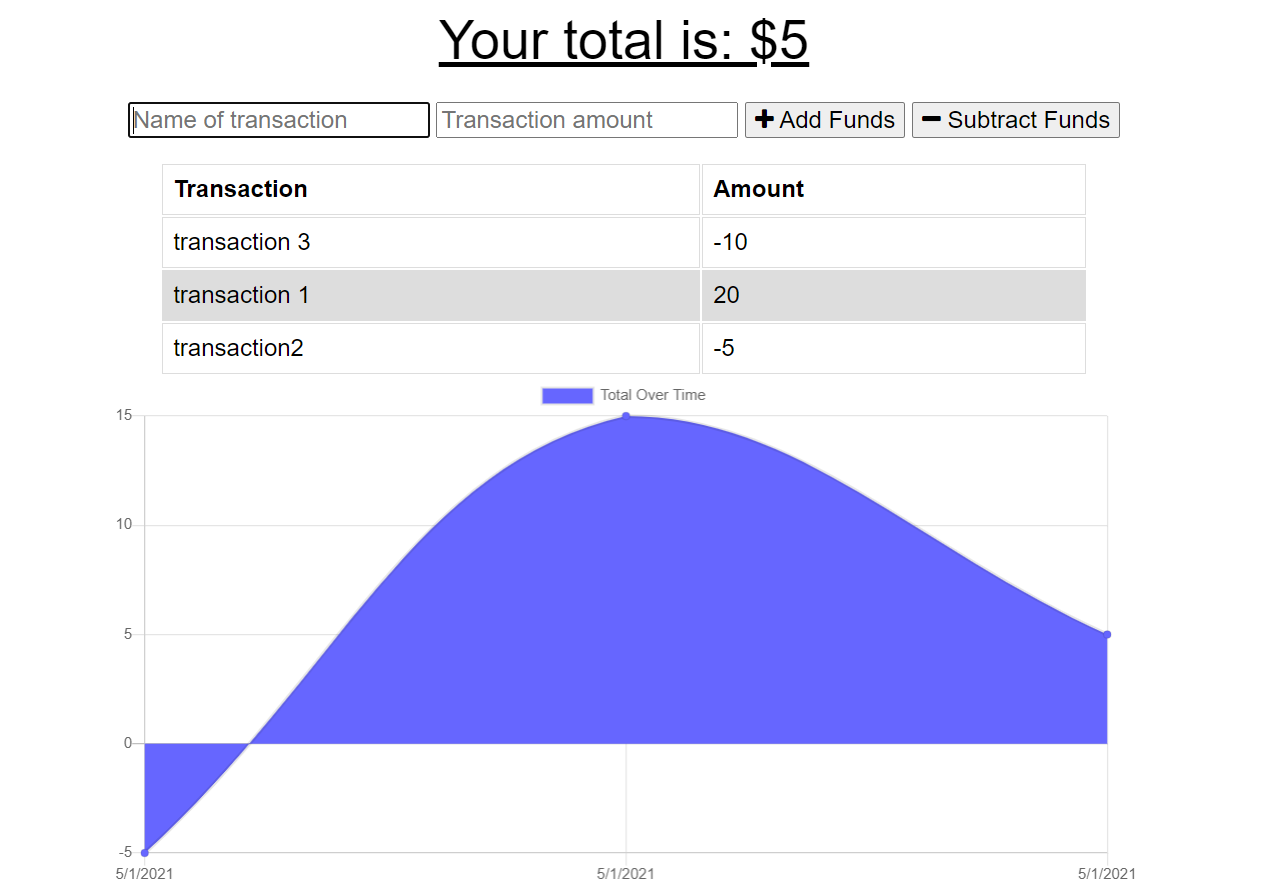 Your total is: $5
Name of transaction Transaction amount Add Funds Subtract Funds
Transaction Amount
transaction 3 -10
transaction 1 20
transaction2 -5
Total Over Time
15
10
5
0
-5
5/1/2021 5/1/2021 5/1/2021